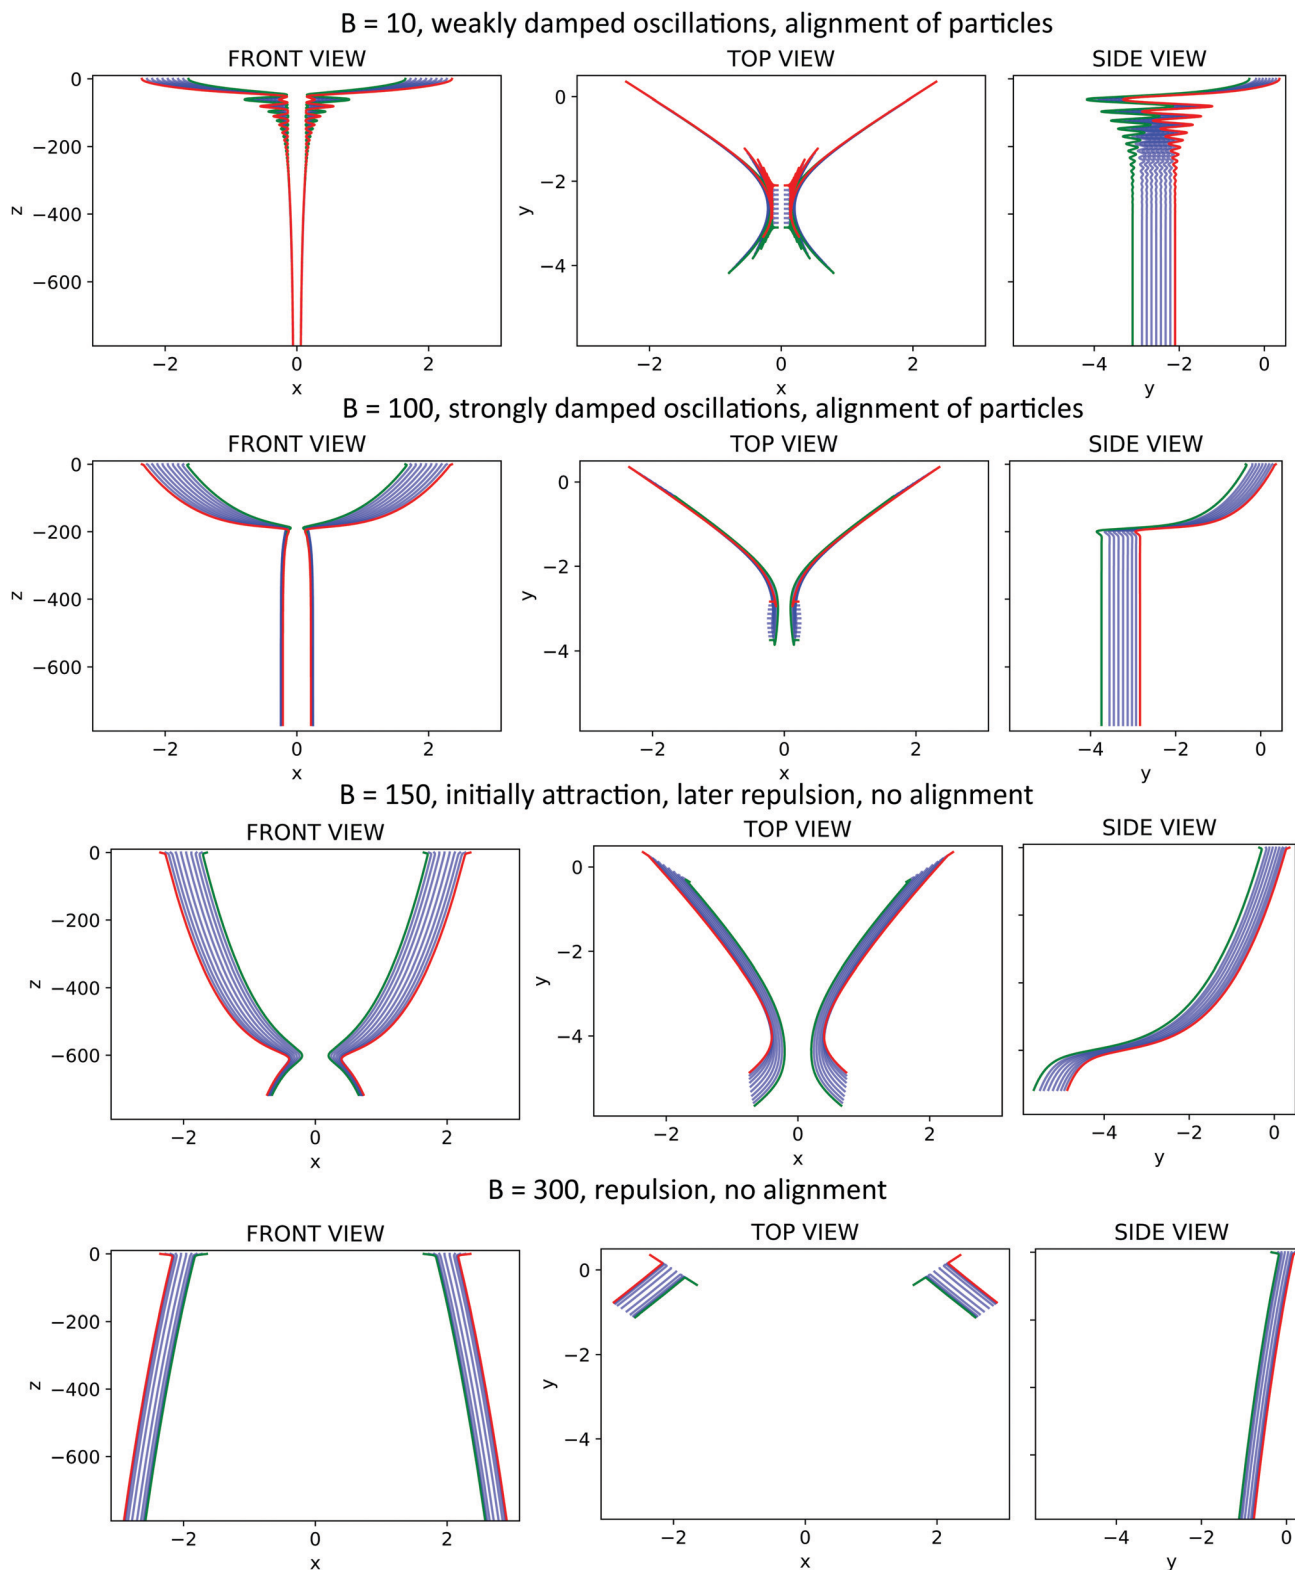 B = 10, weakly damped oscillations, alignment of particles
FRONT VIEW TOP VIEW SIDE VIEW
0
−200
−400
−600
z
−2 0 2
x
0
−2
−4
y
−2 0 2
x
−4 −2 0
y
B = 100, strongly damped oscillations, alignment of particles
FRONT VIEW TOP VIEW SIDE VIEW
0
−200
−400
−600
z
−2 0 2
x
0
−2
−4
y
−2 0 2
x
−4 −2 0
y
B = 150, initially attraction, later repulsion, no alignment
FRONT VIEW TOP VIEW SIDE VIEW
0
−200
−400
−600
z
−2 0 2
x
0
−2
−4
y
−2 0 2
x
−4 −2 0
y
B = 300, repulsion, no alignment
FRONT VIEW TOP VIEW SIDE VIEW
0
−200
−400
−600
z
−2 0 2
x
0
−2
−4
y
−2 0 2
x
−4 −2 0
y